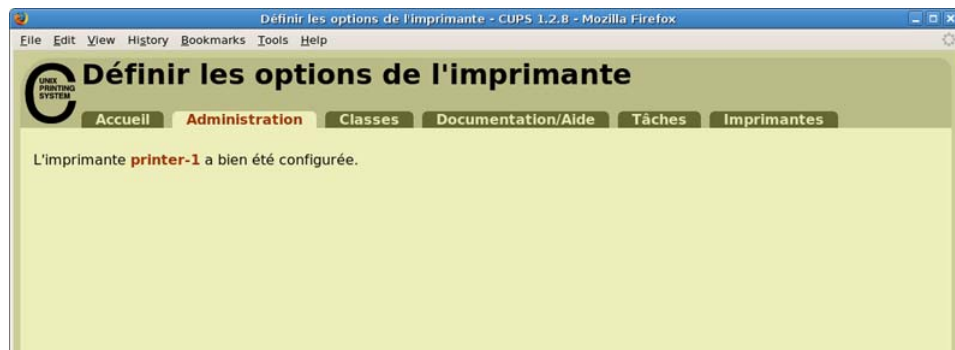 Définir les options de l'imprimante - CUPS 1.2.8 - Mozilla Firefox
File Edit View History Bookmarks Tools Help
UNIX
PRINTING
SYSTEM
Définir les options de l'imprimante
Accueil Administration Classes Documentation/Aide Tâches Imprimantes
L'imprimante printer-1 a bien été configurée.